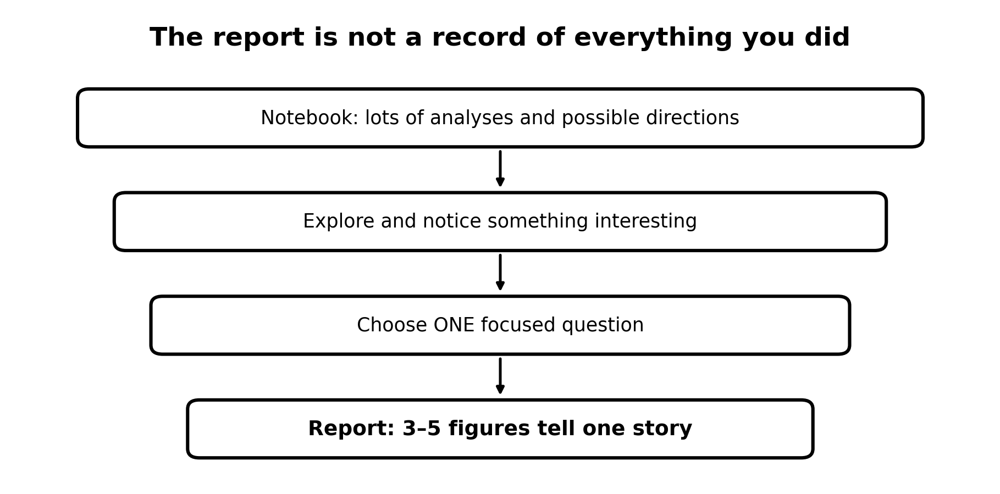 The report is not a record of everything you did
Notebook: lots of analyses and possible directions
Explore and notice something interesting
Choose ONE focused question
Report: 3–5 figures tell one story